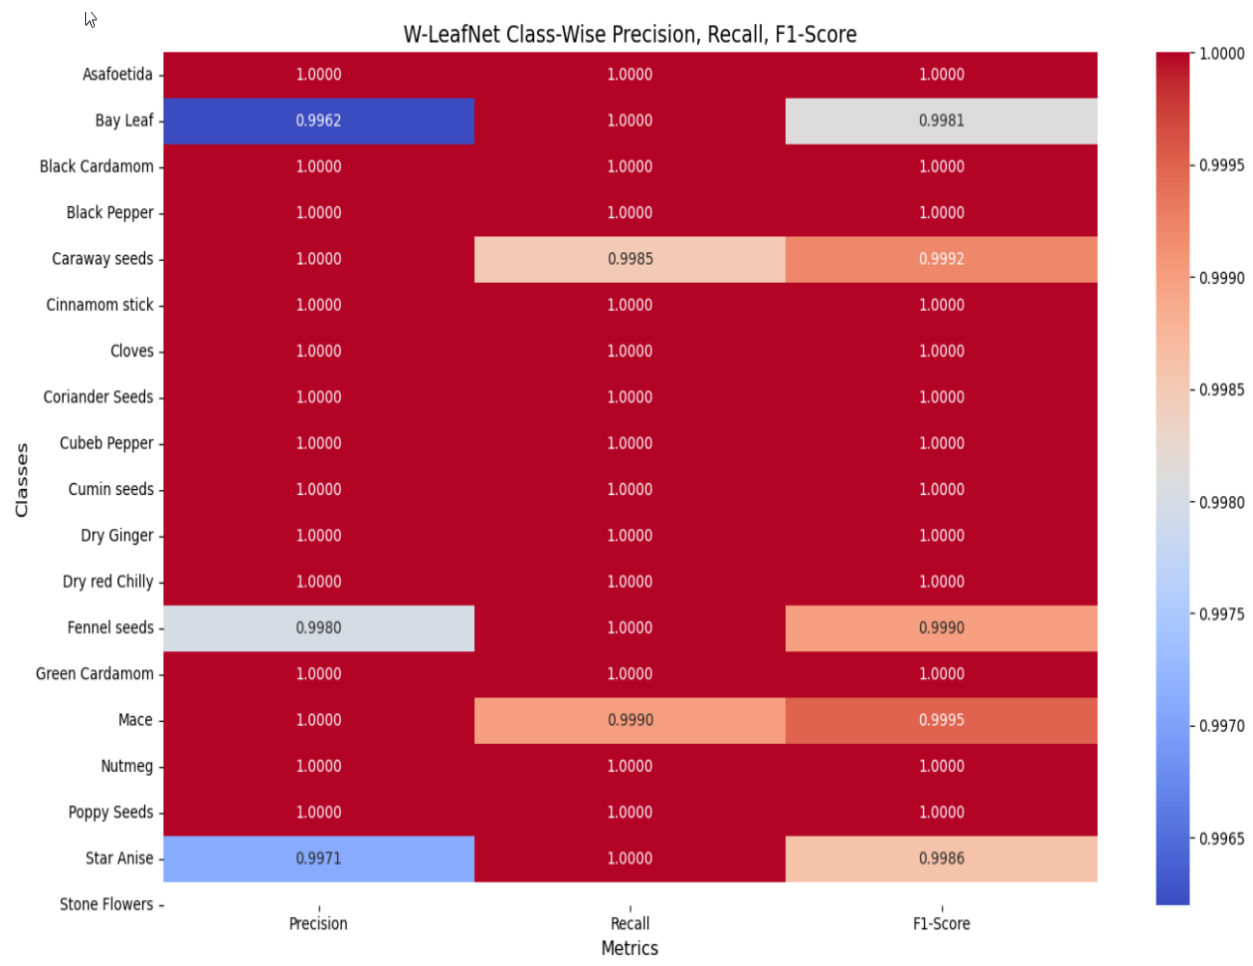 W-LeafNet Class-Wise Precision, Recall, F1-Score
Asafoetida 1.0000 1.0000 1.0000
Bay Leaf 0.9962 1.0000 0.9981
Black Cardamom 1.0000 1.0000 1.0000
Black Pepper 1.0000 1.0000 1.0000
Caraway seeds 1.0000 0.9985 0.9992
Cinnamom stick 1.0000 1.0000 1.0000
Cloves 1.0000 1.0000 1.0000
Coriander Seeds 1.0000 1.0000 1.0000
Cubeb Pepper 1.0000 1.0000 1.0000
Cumin seeds 1.0000 1.0000 1.0000
Dry Ginger 1.0000 1.0000 1.0000
Dry red Chilly 1.0000 1.0000 1.0000
Fennel seeds 0.9980 1.0000 0.9990
Green Cardamom 1.0000 1.0000 1.0000
Mace 1.0000 0.9990 0.9995
Nutmeg 1.0000 1.0000 1.0000
Poppy Seeds 1.0000 1.0000 1.0000
Star Anise 0.9971 1.0000 0.9986
Stone Flowers
Classes
Precision Recall F1-Score
Metrics
1.0000
0.9995
0.9990
0.9985
0.9980
0.9975
0.9970
0.9965